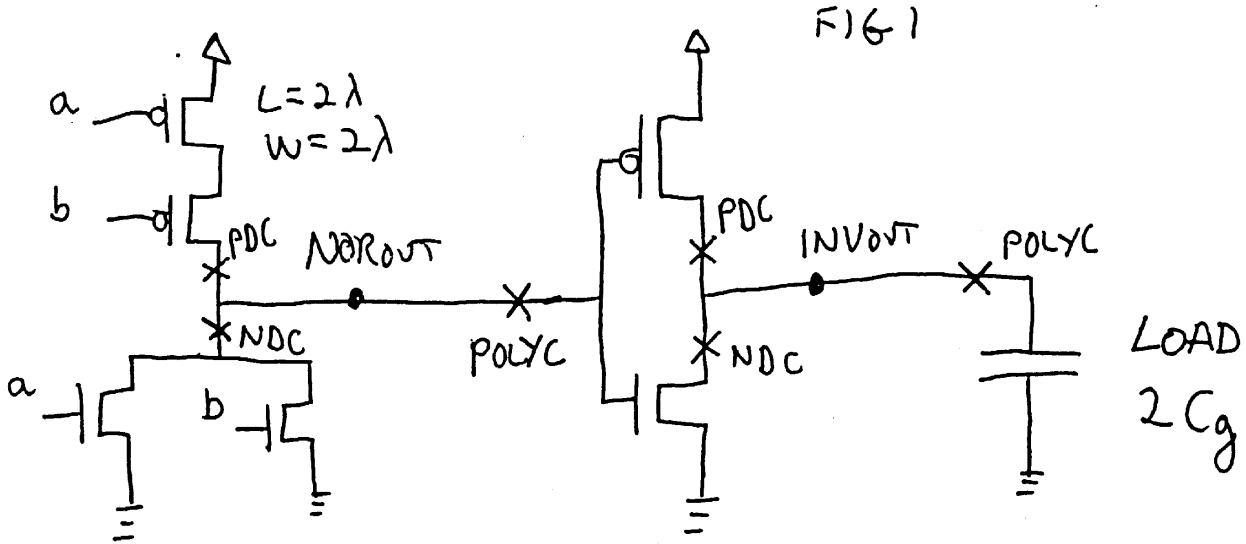 FIG 1
a
L=2λ
W=2λ
b
PDC
NOROUT
POLYC
NDC
a
b
PDC
INVOUT
POLYC
NDC
LOAD
2Cg